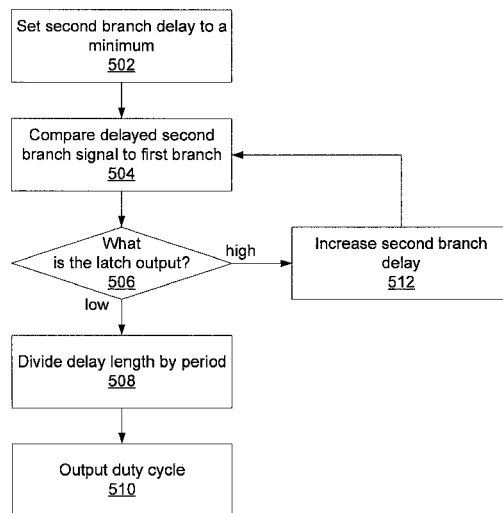 Set second branch delay to a
minimum
502
Compare delayed second
branch signal to first branch
504
What
is the latch output?
506
high
Increase second branch
delay
512
low
Divide delay length by period
508
Output duty cycle
510